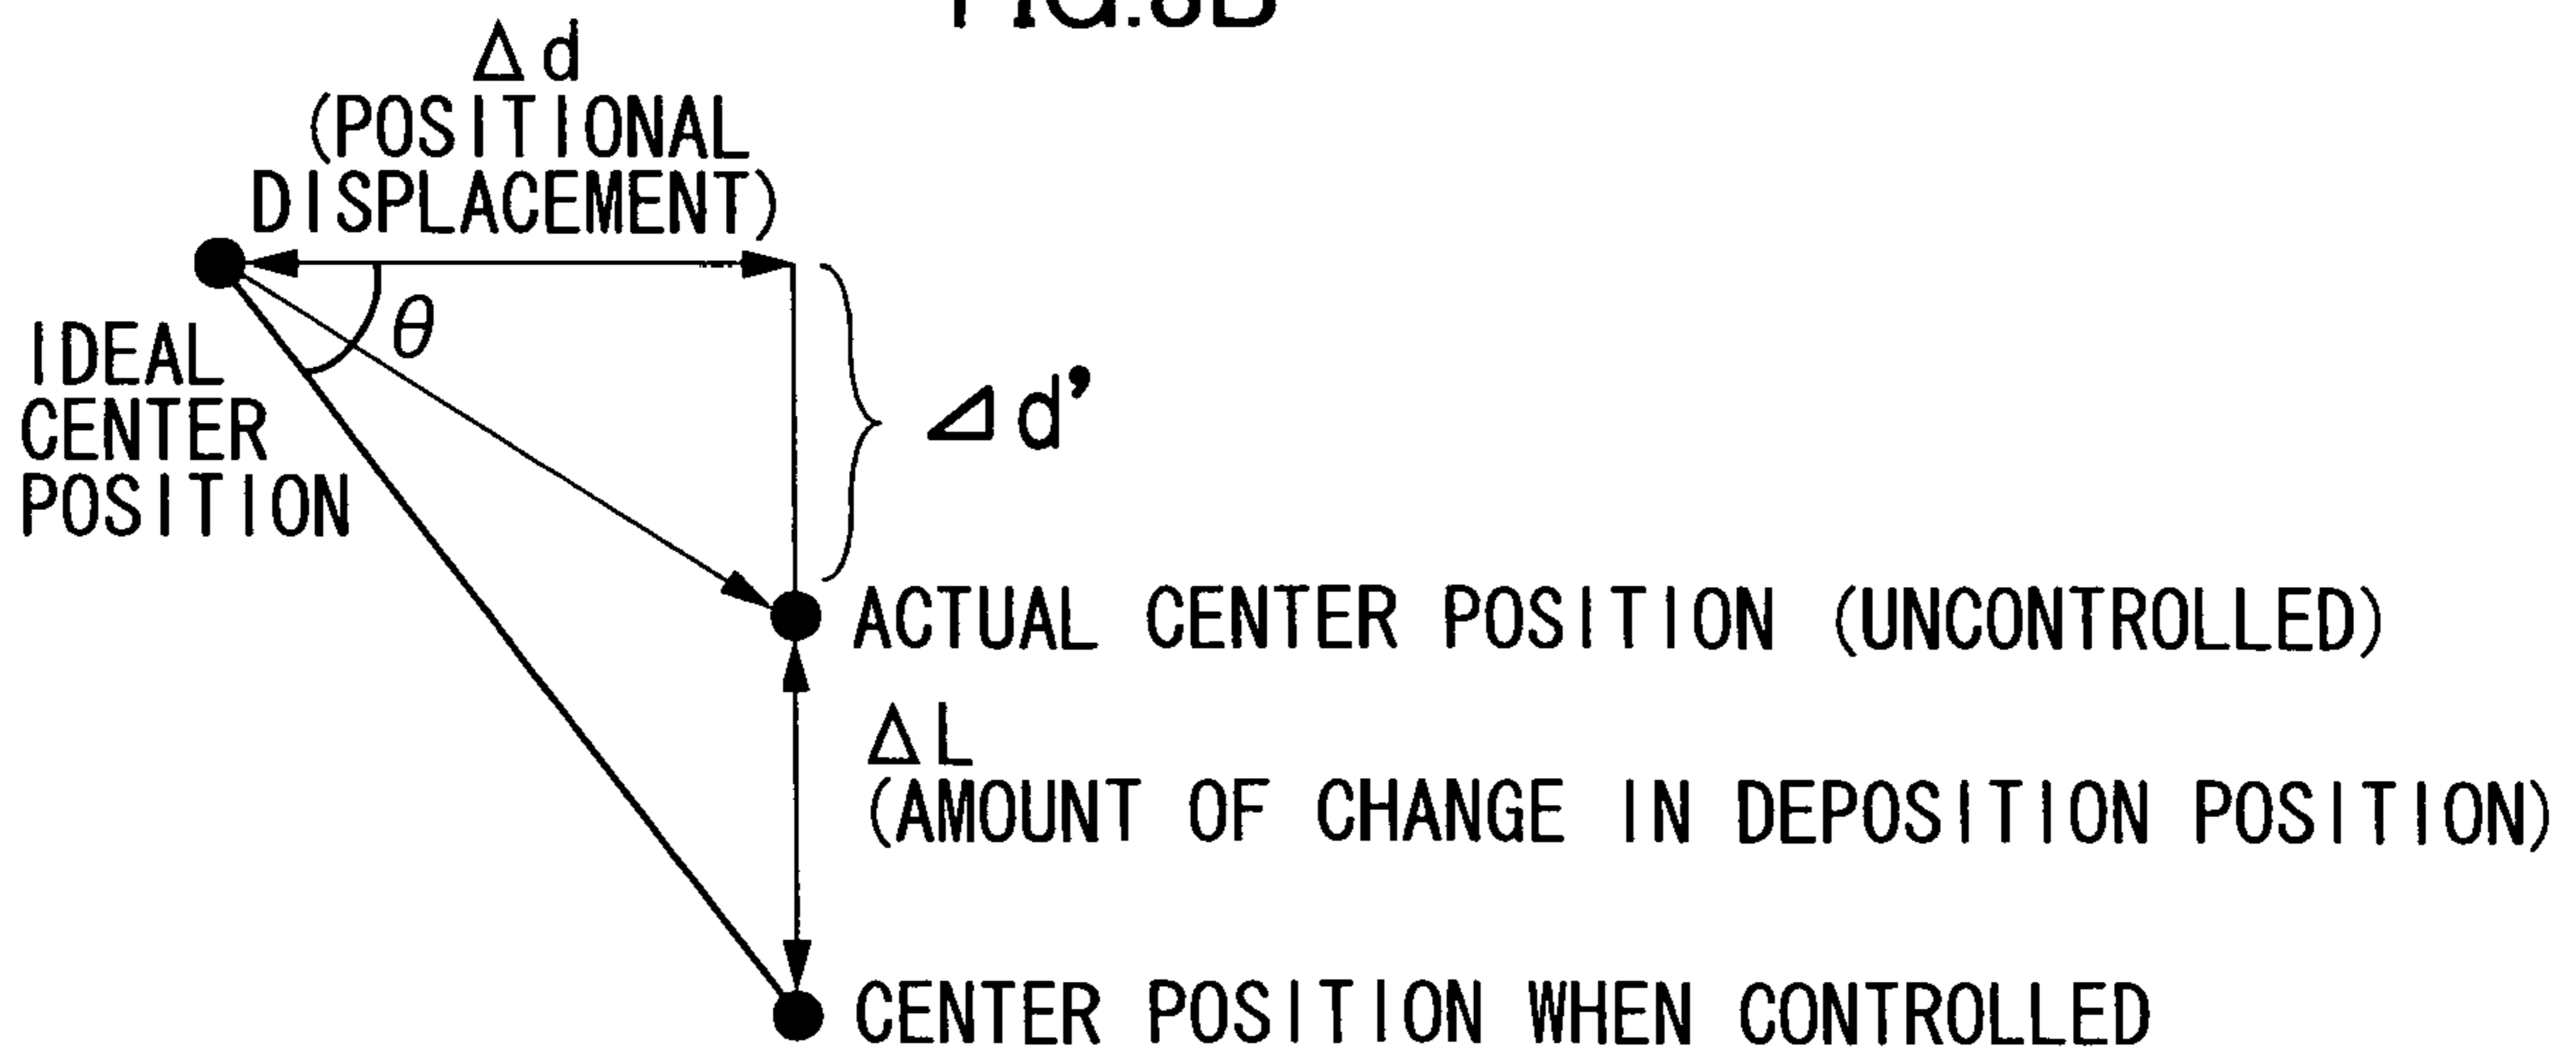 Δd
(POSITIONAL
DISPLACEMENT)
θ
IDEAL
CENTER
POSITION
⊿d’
ACTUAL CENTER POSITION (UNCONTROLLED)
ΔL
(AMOUNT OF CHANGE IN DEPOSITION POSITION)
CENTER POSITION WHEN CONTROLLED